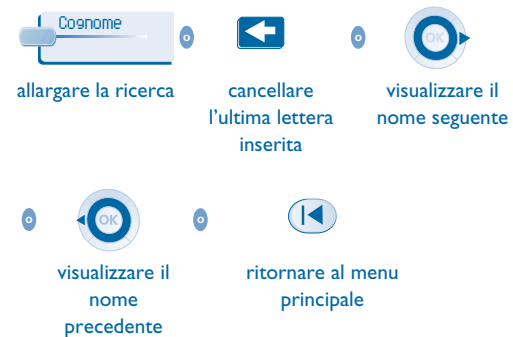 Cognome
o
o
OK
allargare la ricerca
cancellare
l'ultima lettera
inserita
visualizzare il
nome seguente
o
OK
o
visualizzare il
nome
precedente
ritornare al menu
principale